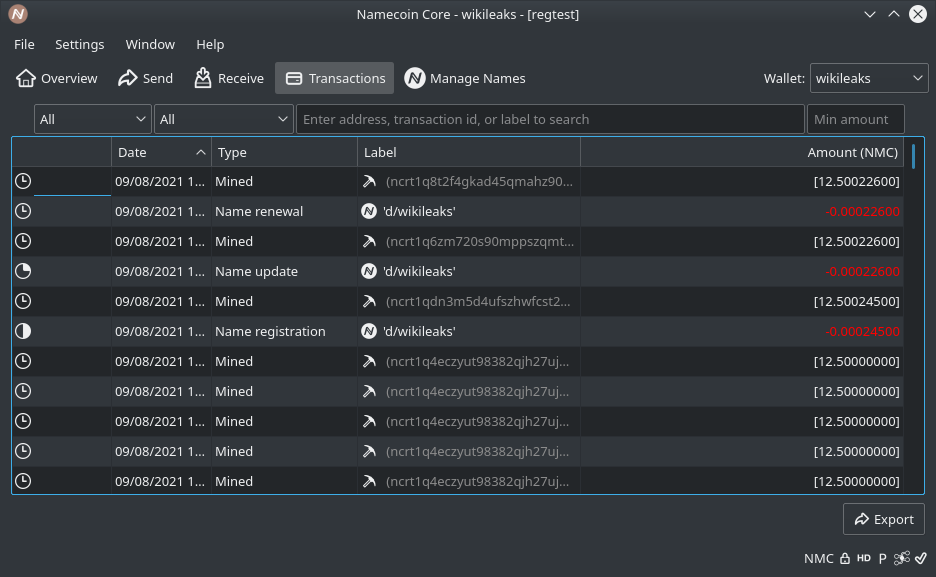 Namecoin Core - wikileaks - [regtest]
File Settings Window Help
Overview Send Receive Transactions Manage Names Wallet: wikileaks
All All Enter address, transaction id, or label to search Min amount
Date Type Label Amount (NMC)
09/08/2021 1... Mined (ncrt1q8t2f4gkad45qmahz90... [12.50022600]
09/08/2021 1... Name renewal 'd/wikileaks' -0.00022600
09/08/2021 1... Mined (ncrt1q6zm720s90mppszqmt... [12.50022600]
09/08/2021 1... Name update 'd/wikileaks' -0.00022600
09/08/2021 1... Mined (ncrt1qdn3m5d4ufszhwfcst2... [12.50024500]
09/08/2021 1... Name registration 'd/wikileaks' -0.00024500
09/08/2021 1... Mined (ncrt1q4eczyut98382qjh27uj... [12.50000000]
09/08/2021 1... Mined (ncrt1q4eczyut98382qjh27uj... [12.50000000]
09/08/2021 1... Mined (ncrt1q4eczyut98382qjh27uj... [12.50000000]
09/08/2021 1... Mined (ncrt1q4eczyut98382qjh27uj... [12.50000000]
09/08/2021 1... Mined (ncrt1q4eczyut98382qjh27uj... [12.50000000]
Export
NMC HD P